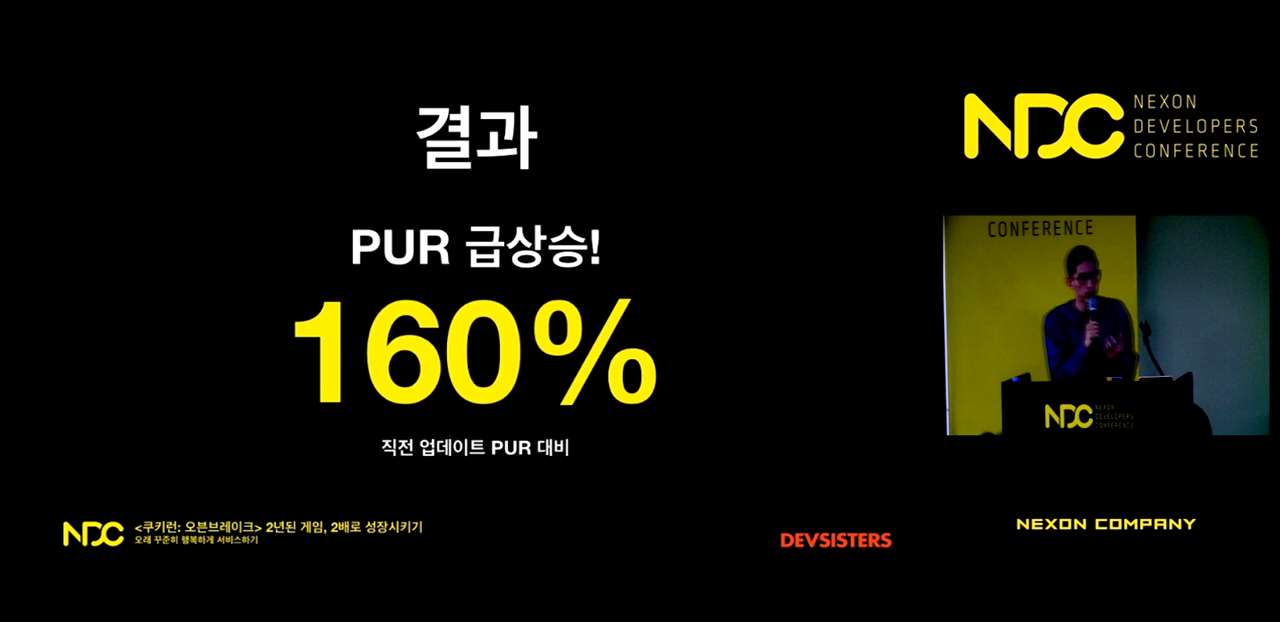 결과
PUR 급상승!
160%
직전 업데이트 PUR 대비
NDC
<쿠키런: 오븐브레이크> 2년된 게임, 2배로 성장시키기
오래 꾸준히 행복하게 서비스하기
DEVSISTERS
NDC
NEXON
DEVELOPERS
CONFERENCE
CONFERENCE
NDC
NEXON
DEVELOPERS
CONFERENCE
NEXON COMPANY